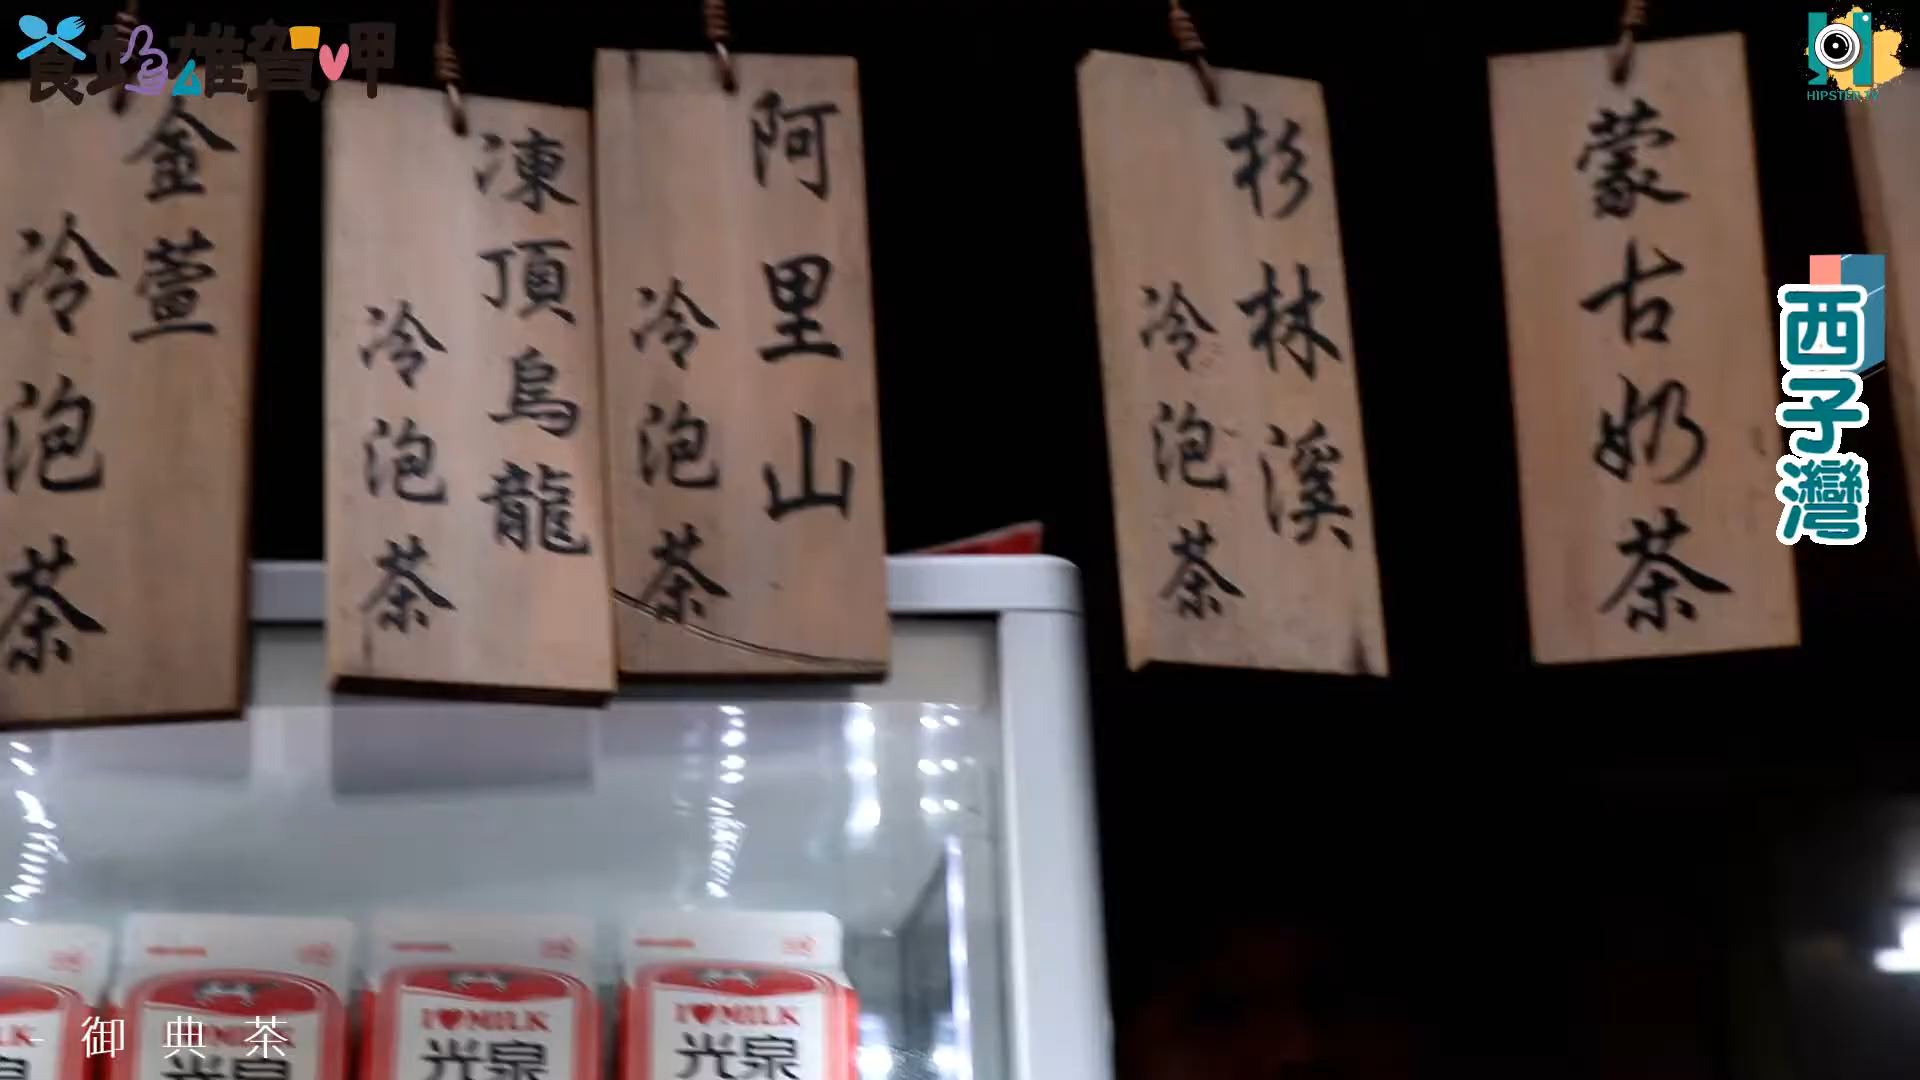 食墟雄賀呷
HIPSTER.TV
金萱
冷泡茶
凍頂烏龍
冷泡茶
阿里山
冷泡茶
杉林溪
冷泡茶
蒙古奶茶
西子灣
I❤MILK
光泉
I❤MILK
光泉
御典茶